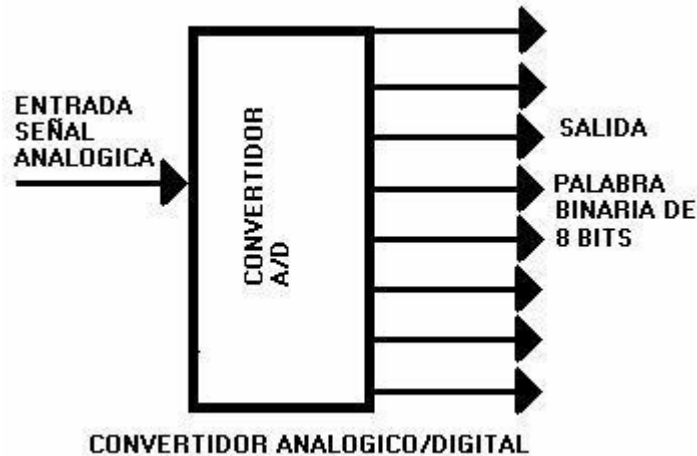 ENTRADA
SEÑAL
ANALOGICA
CONVERTIDOR
A/D
SALIDA
PALABRA
BINARIA DE
8 BITS
CONVERTIDOR ANALOGICO/DIGITAL